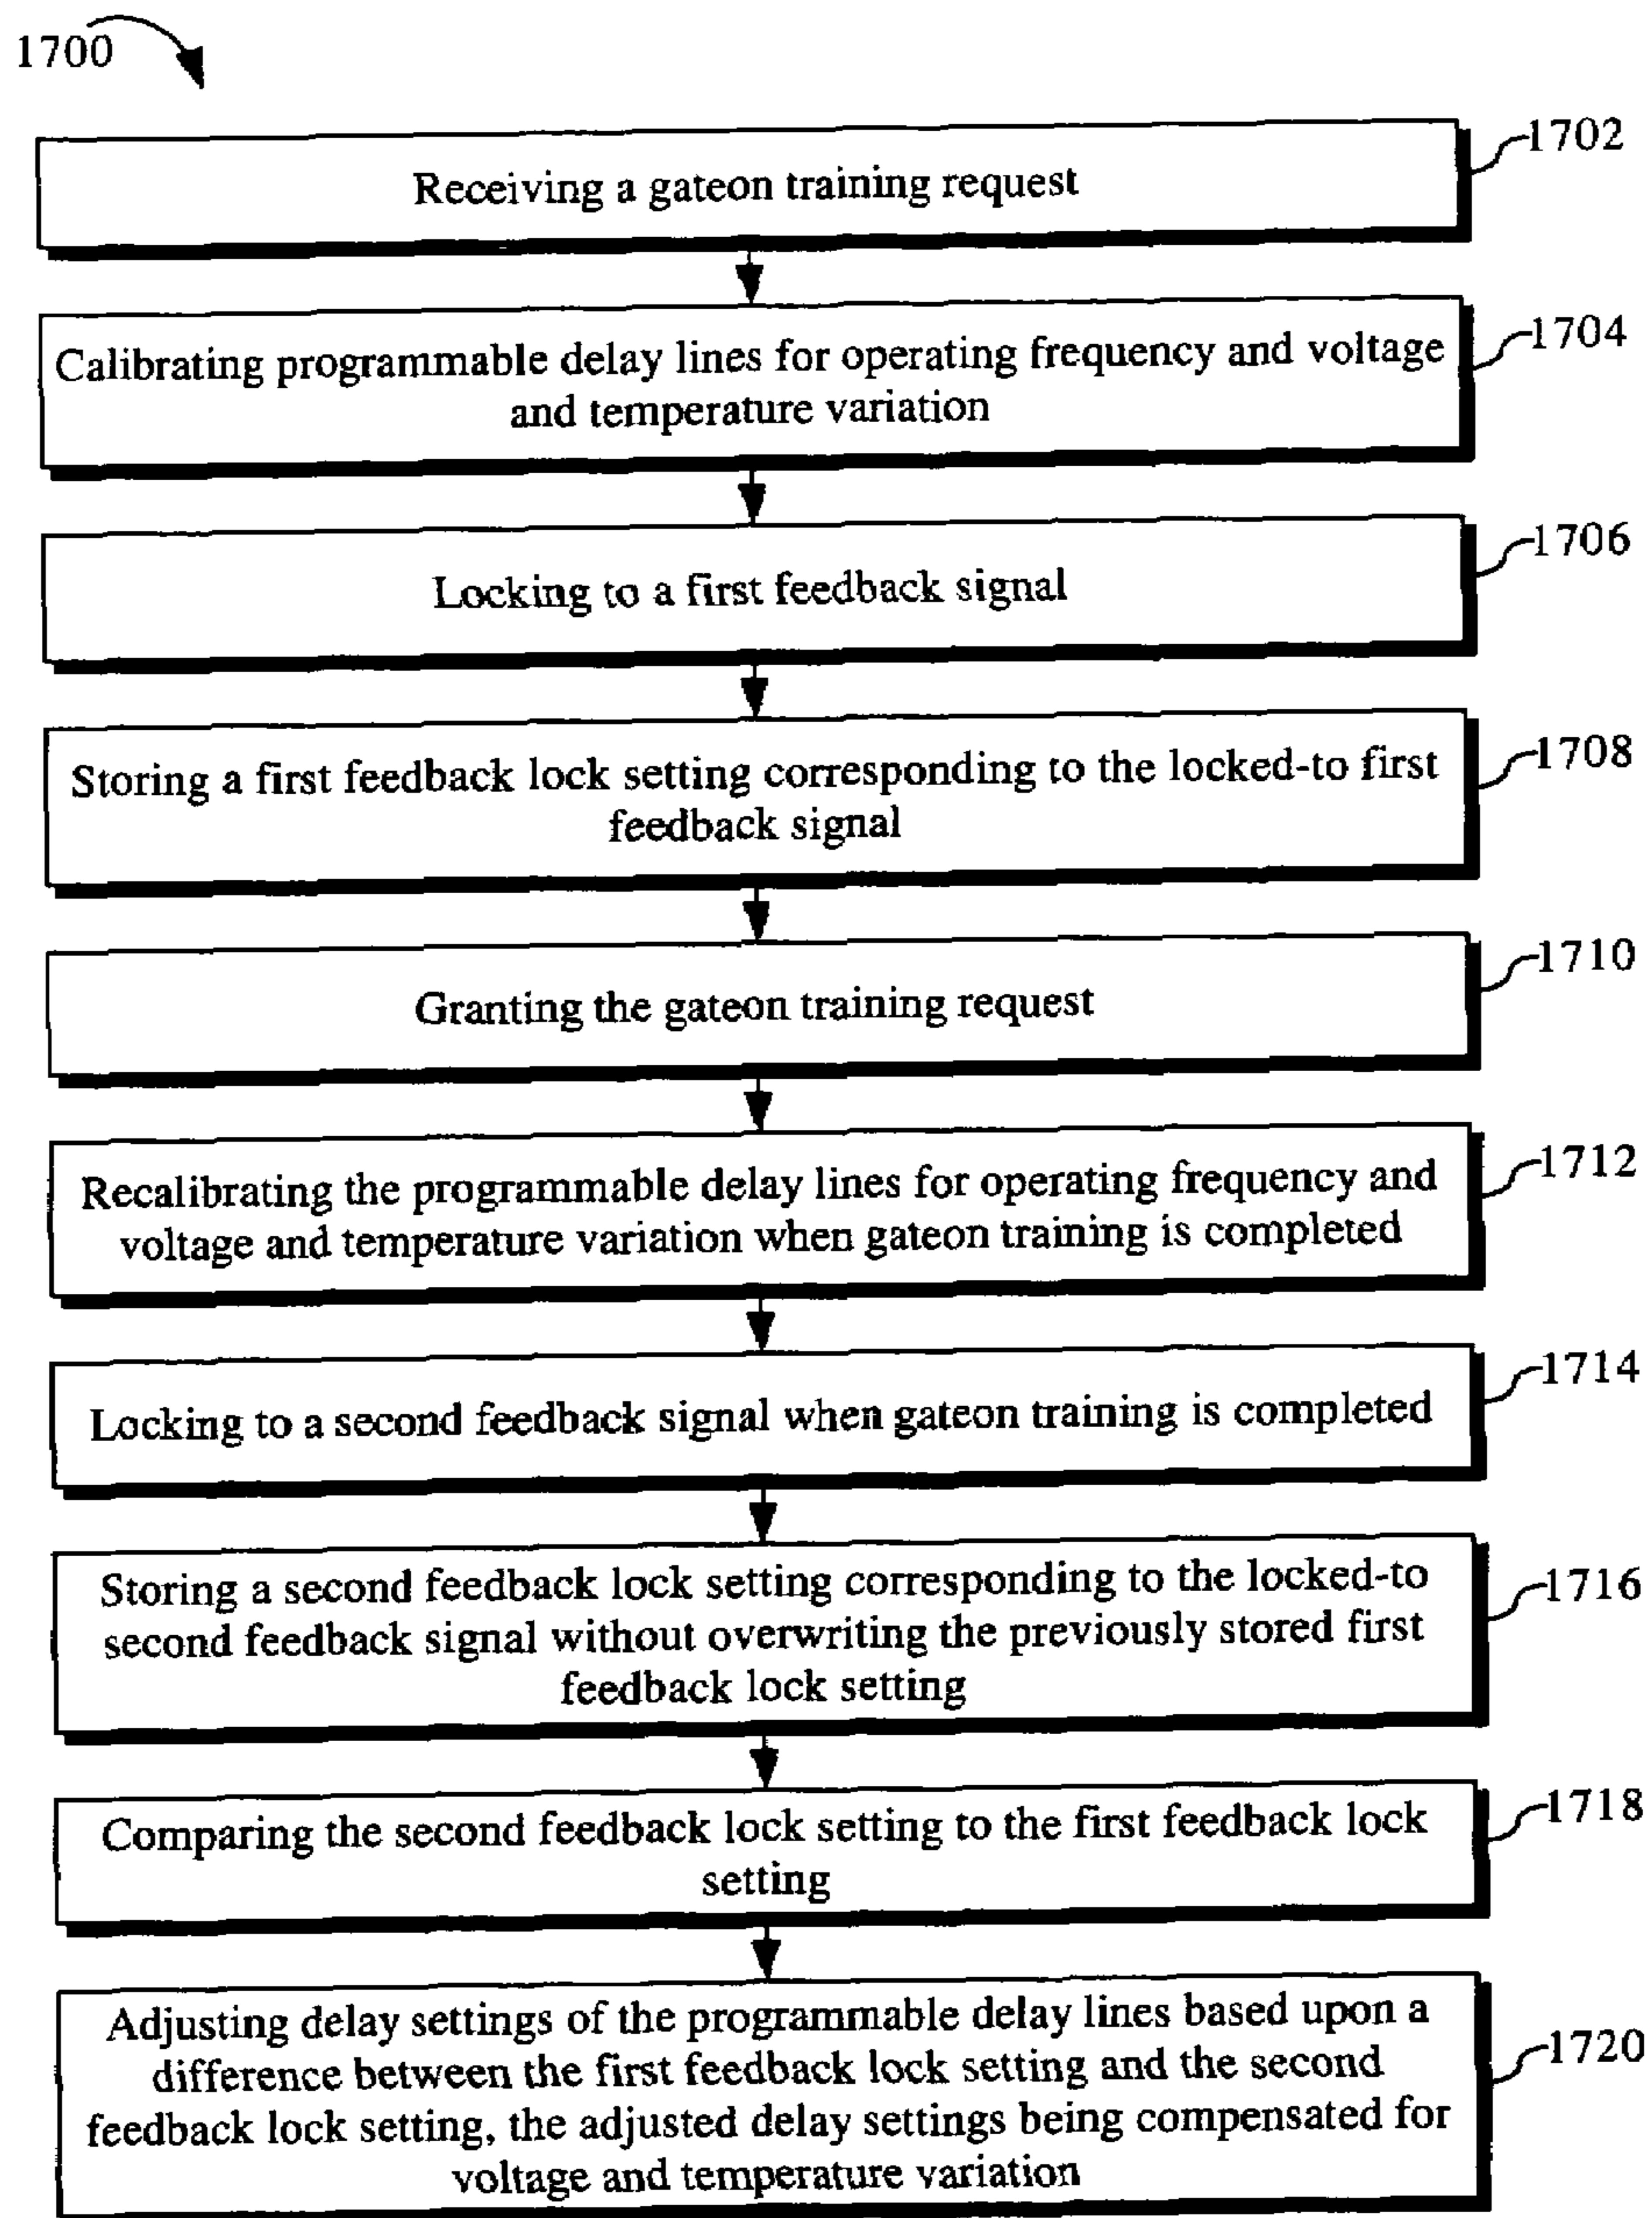 1700
Receiving a gateon training request
1702
Calibrating programmable delay lines for operating frequency and voltage
and temperature variation
1704
Locking to a first feedback signal
1706
Storing a first feedback lock setting corresponding to the locked-to first
feedback signal
1708
Granting the gateon training request
1710
Recalibrating the programmable delay lines for operating frequency and
voltage and temperature variation when gateon training is completed
1712
Locking to a second feedback signal when gateon training is completed
1714
Storing a second feedback lock setting corresponding to the locked-to
second feedback signal without overwriting the previously stored first
feedback lock setting
1716
Comparing the second feedback lock setting to the first feedback lock
setting
1718
Adjusting delay settings of the programmable delay lines based upon a
difference between the first feedback lock setting and the second
feedback lock setting, the adjusted delay settings being compensated for
voltage and temperature variation
1720